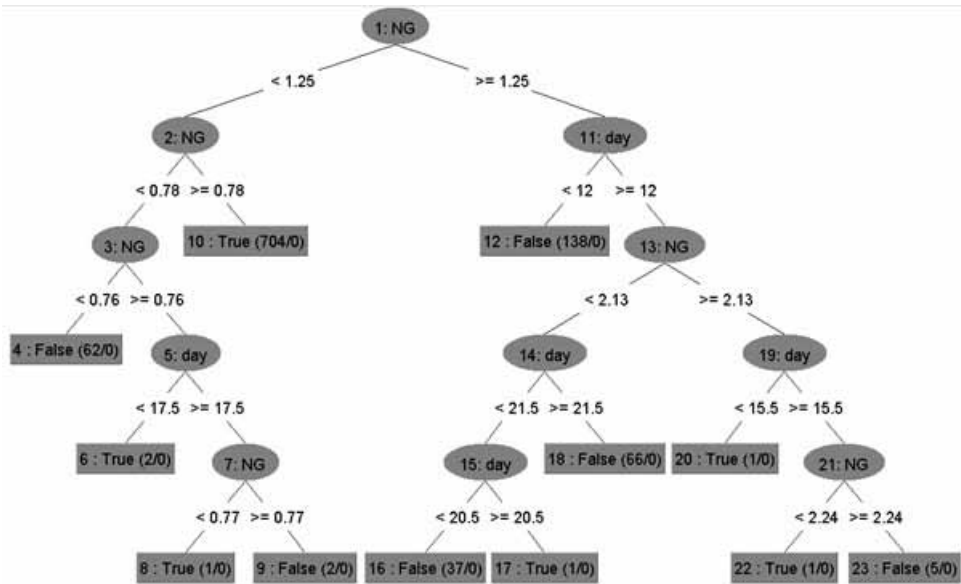 1: NG
< 1.25 >= 1.25
2: NG 11: day
< 0.78 >= 0.78 < 12 >= 12
3: NG 10 : True (704/0) 12 : False (138/0) 13: NG
< 0.76 >= 0.76 < 2.13 >= 2.13
4 : False (62/0) 5: day 14: day 19: day
< 17.5 >= 17.5 < 21.5 >= 21.5 < 15.5 >= 15.5
6 : True (2/0) 7: NG 15: day 18 : False (66/0) 20 : True (1/0) 21: NG
< 0.77 >= 0.77 < 20.5 >= 20.5 < 2.24 >= 2.24
8 : True (1/0) 9 : False (2/0) 16 : False (37/0) 17 : True (1/0) 22 : True (1/0) 23 : False (5/0)